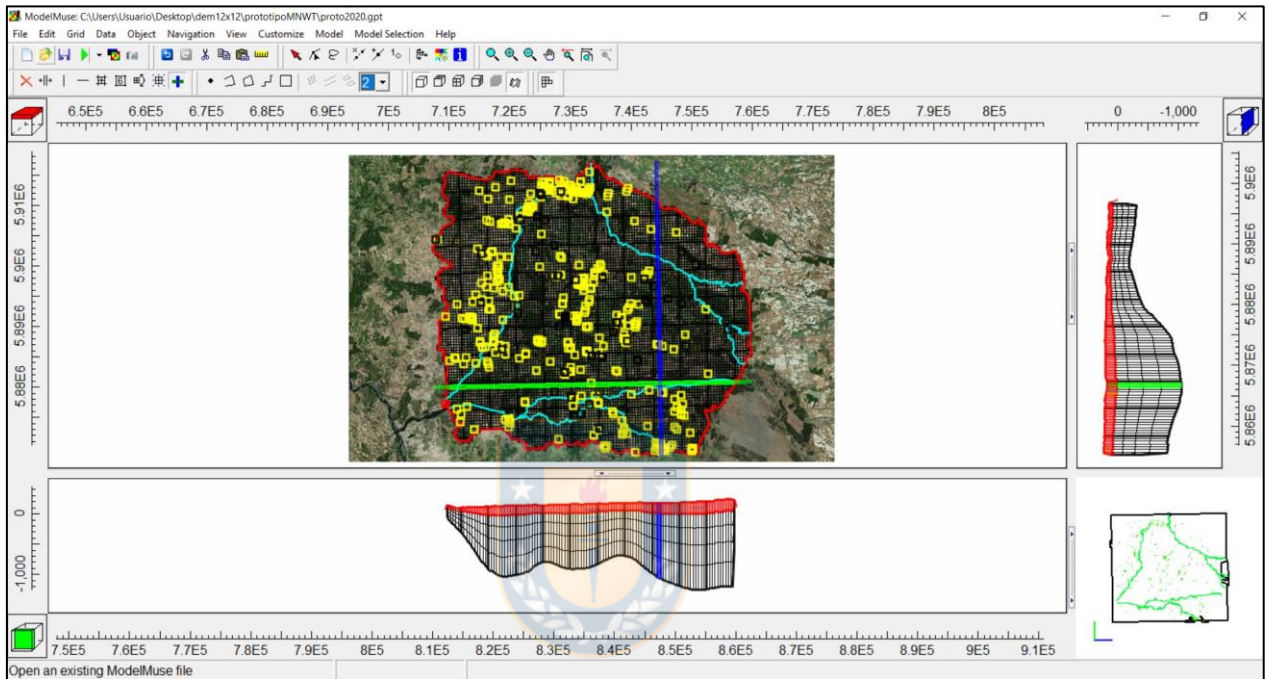 ModelMuse: C:\Users\Usuario\Desktop\dem12x12\prototipoMNWT\proto2020.gpt
File Edit Grid Data Object Navigation View Customize Model Model Selection Help
2
6.5E5 6.6E5 6.7E5 6.8E5 6.9E5 7E5 7.1E5 7.2E5 7.3E5 7.4E5 7.5E5 7.6E5 7.7E5 7.8E5 7.9E5 8E5
0 -1,000
5.91E6
5.9E6
5.89E6
5.88E6
5.9E6
5.89E6
5.88E6
5.87E6
5.86E6
0
-1,000
7.5E5 7.6E5 7.7E5 7.8E5 7.9E5 8E5 8.1E5 8.2E5 8.3E5 8.4E5 8.5E5 8.6E5 8.7E5 8.8E5 8.9E5 9E5 9.1E5
Open an existing ModelMuse file